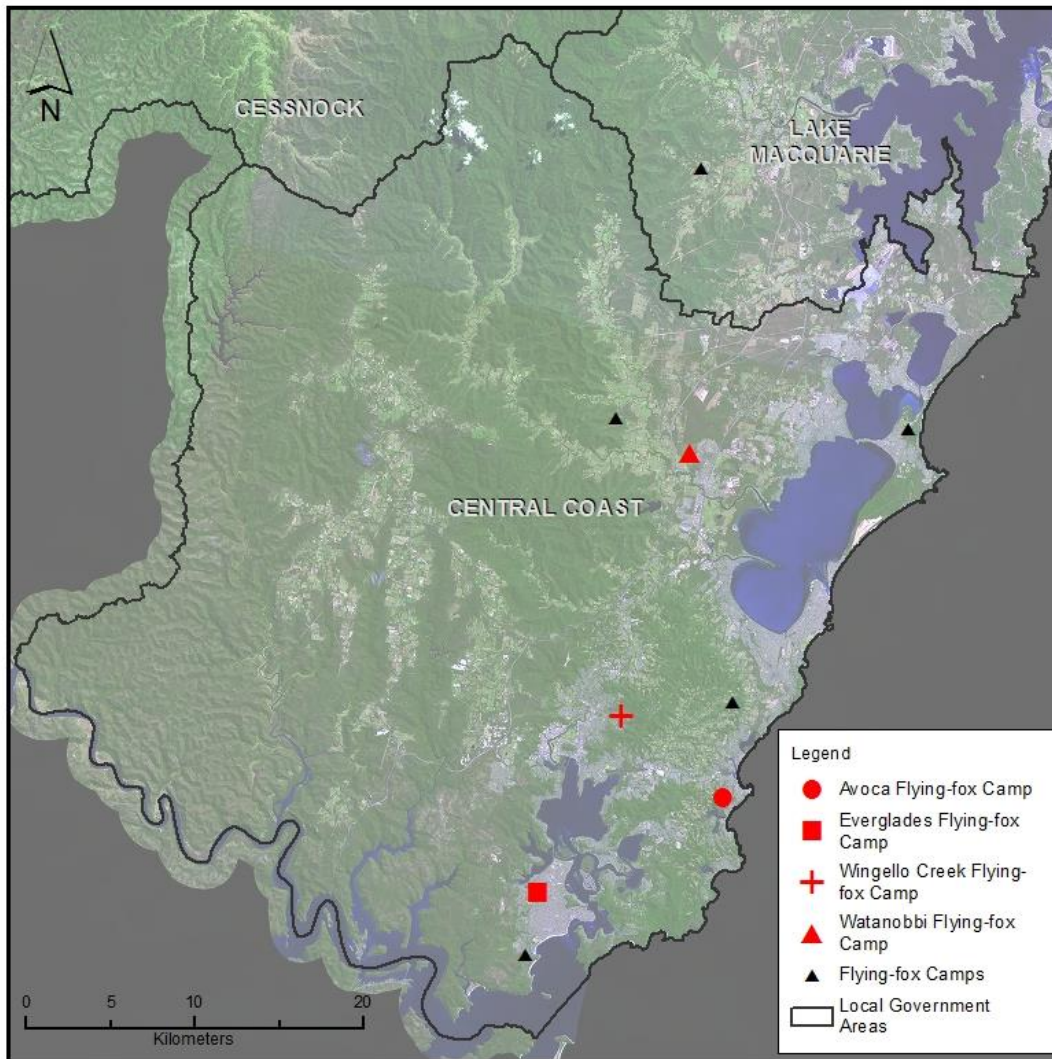 N
CESSNOCK
LAKE
MACQUARIE
CENTRAL COAST
0 5 10 20
Kilometers
Legend
Avoca Flying-fox Camp
Everglades Flying-fox
Camp
Wingello Creek Flying-
fox Camp
Watanobbi Flying-fox
Camp
Flying-fox Camps
Local Government
Areas